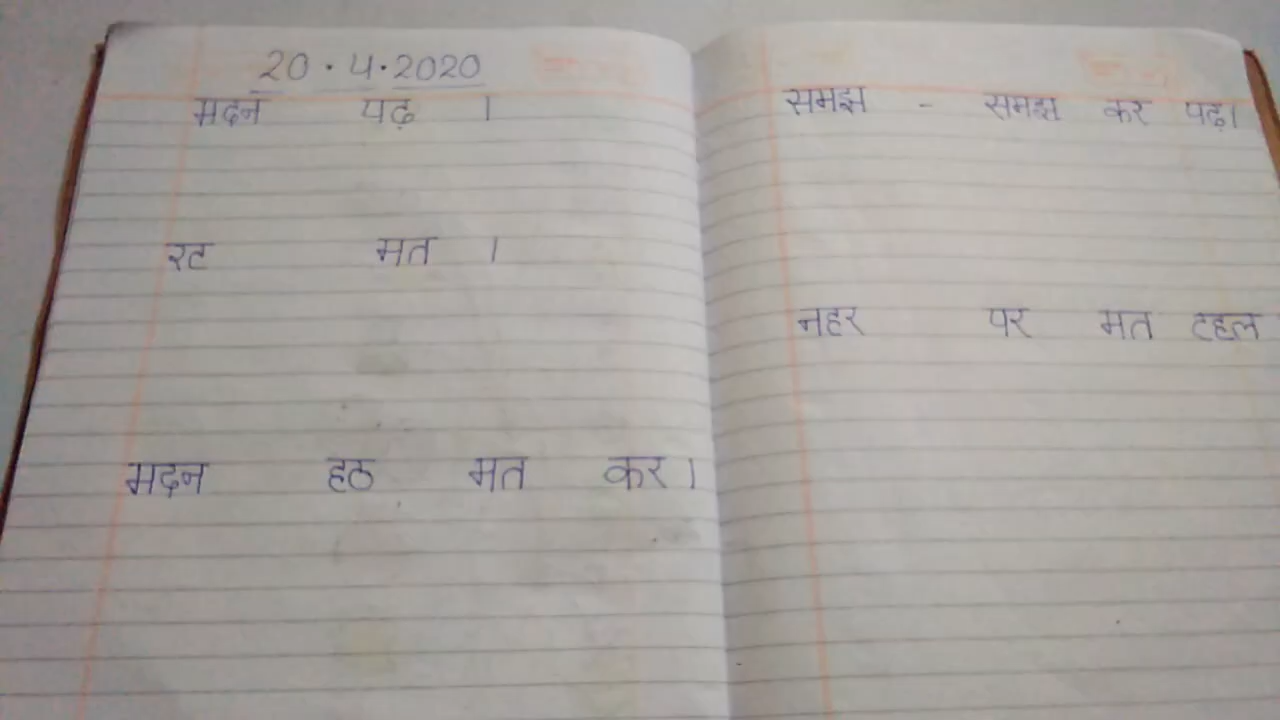 20.4.2020
मदन पढ़ ।
रट मत ।
मदन हठ मत कर ।
समझ - समझ कर पढ़।
नहर पर मत टहल